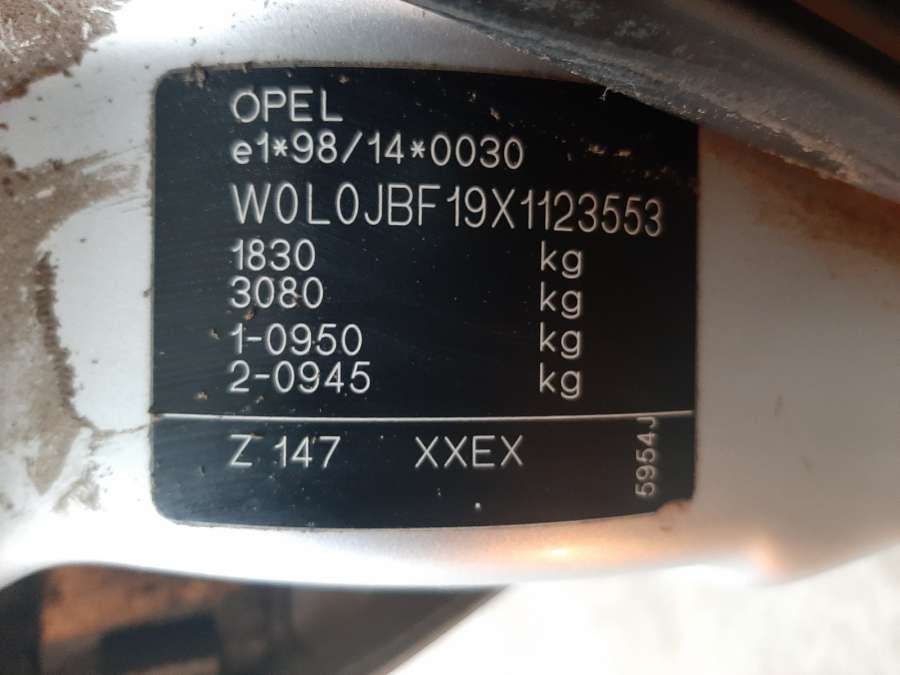 OPEL
e1*98/14*0030
W0L0JBF19X1123553
1830 kg
3080 kg
1-0950 kg
2-0945 kg
Z 147 XXEX
5954J